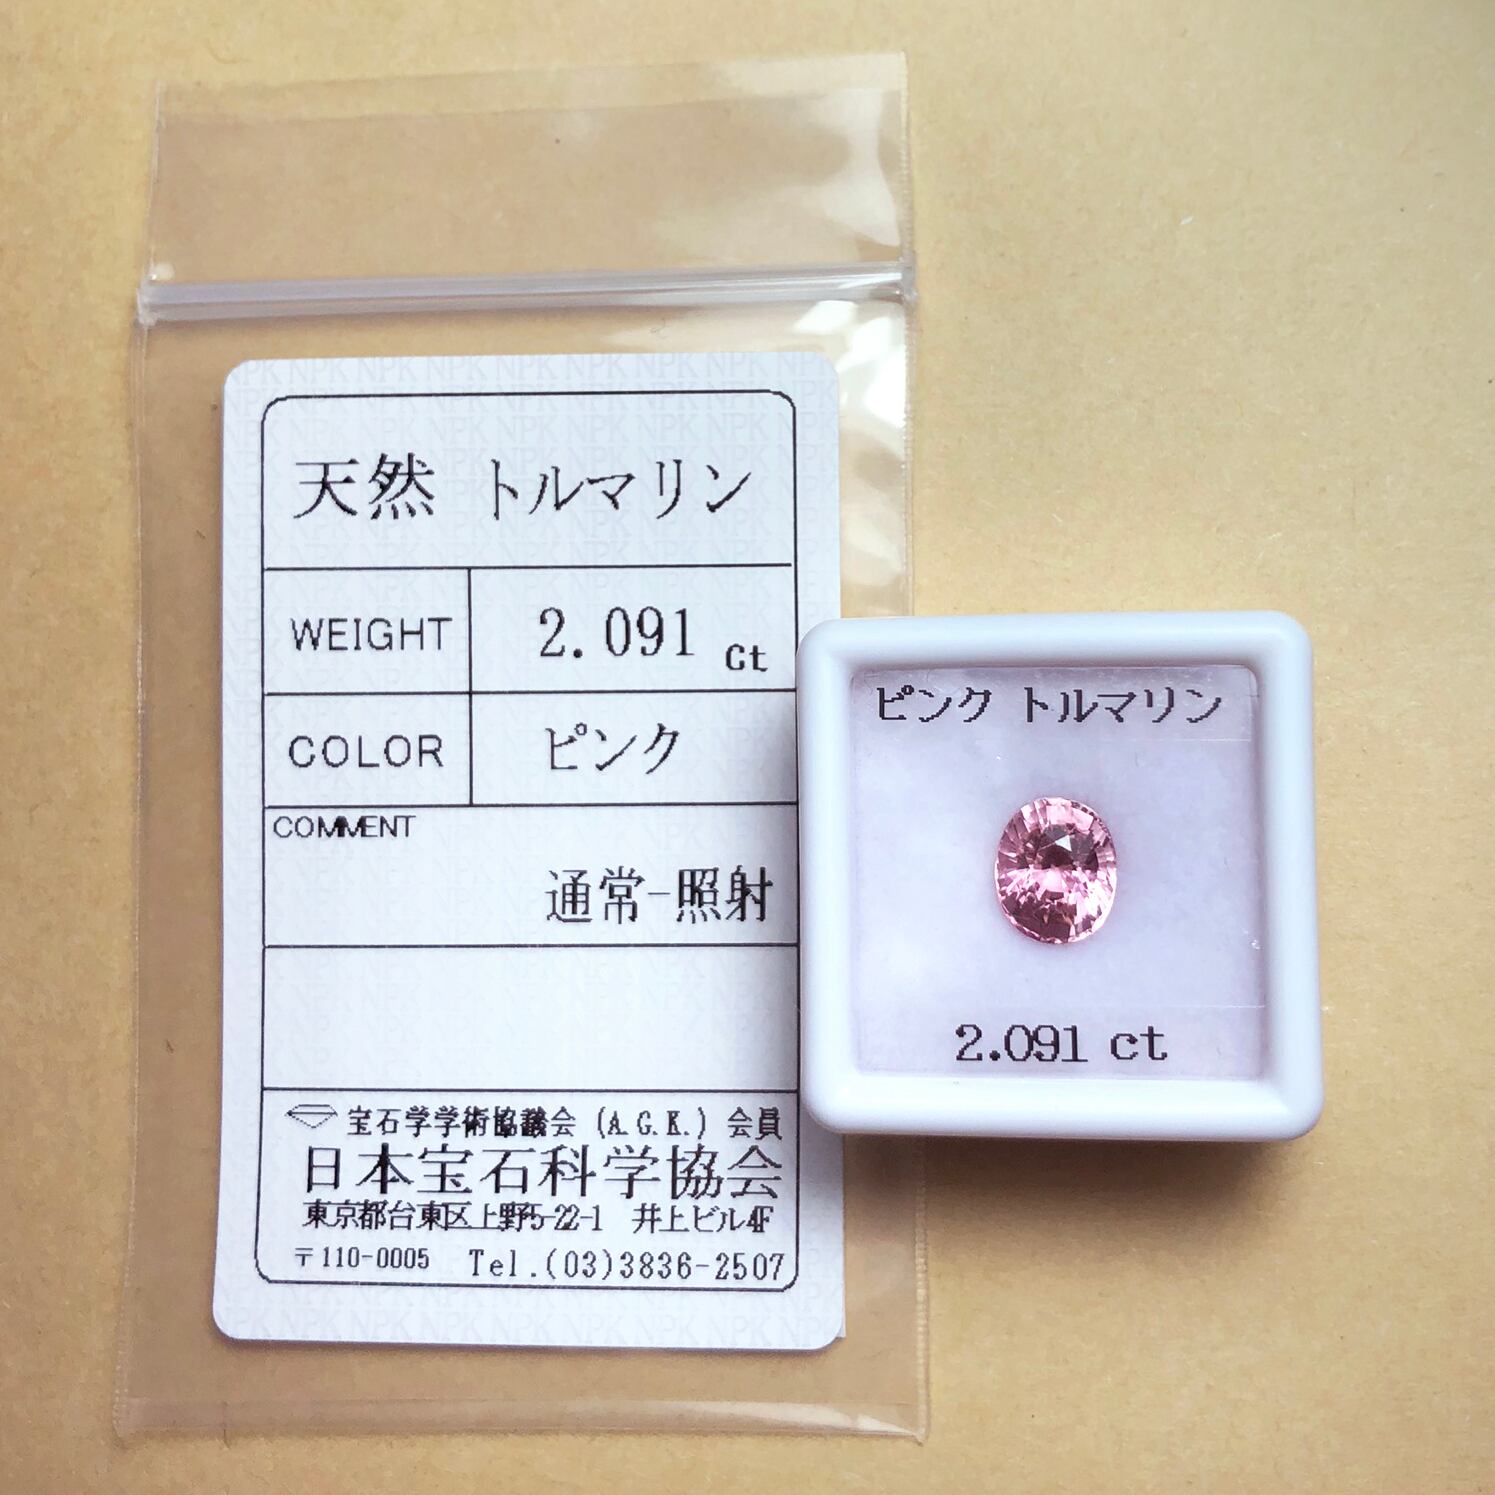 天然 トルマリン
WEIGHT 2.091 Ct
COLOR ピンク
COMMENT
通常-照射
宝石学学術協議会 (A.G.K.) 会員
日本宝石科学協会
東京都台東区上野5-22-1 井上ビル4F
〒110-0005 Tel.(03)3836-2507
ピンク トルマリン
2.091 ct